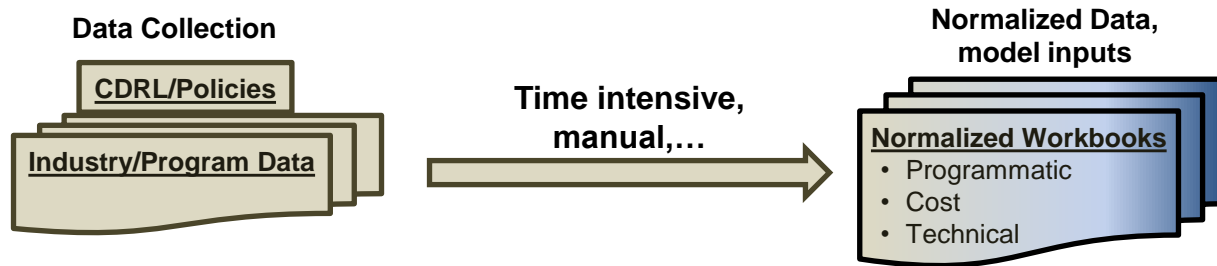 Data Collection
CDRL/Policies
Industry/Program Data
Time intensive,
manual,…
Normalized Data,
model inputs
Normalized Workbooks
• Programmatic
• Cost
• Technical